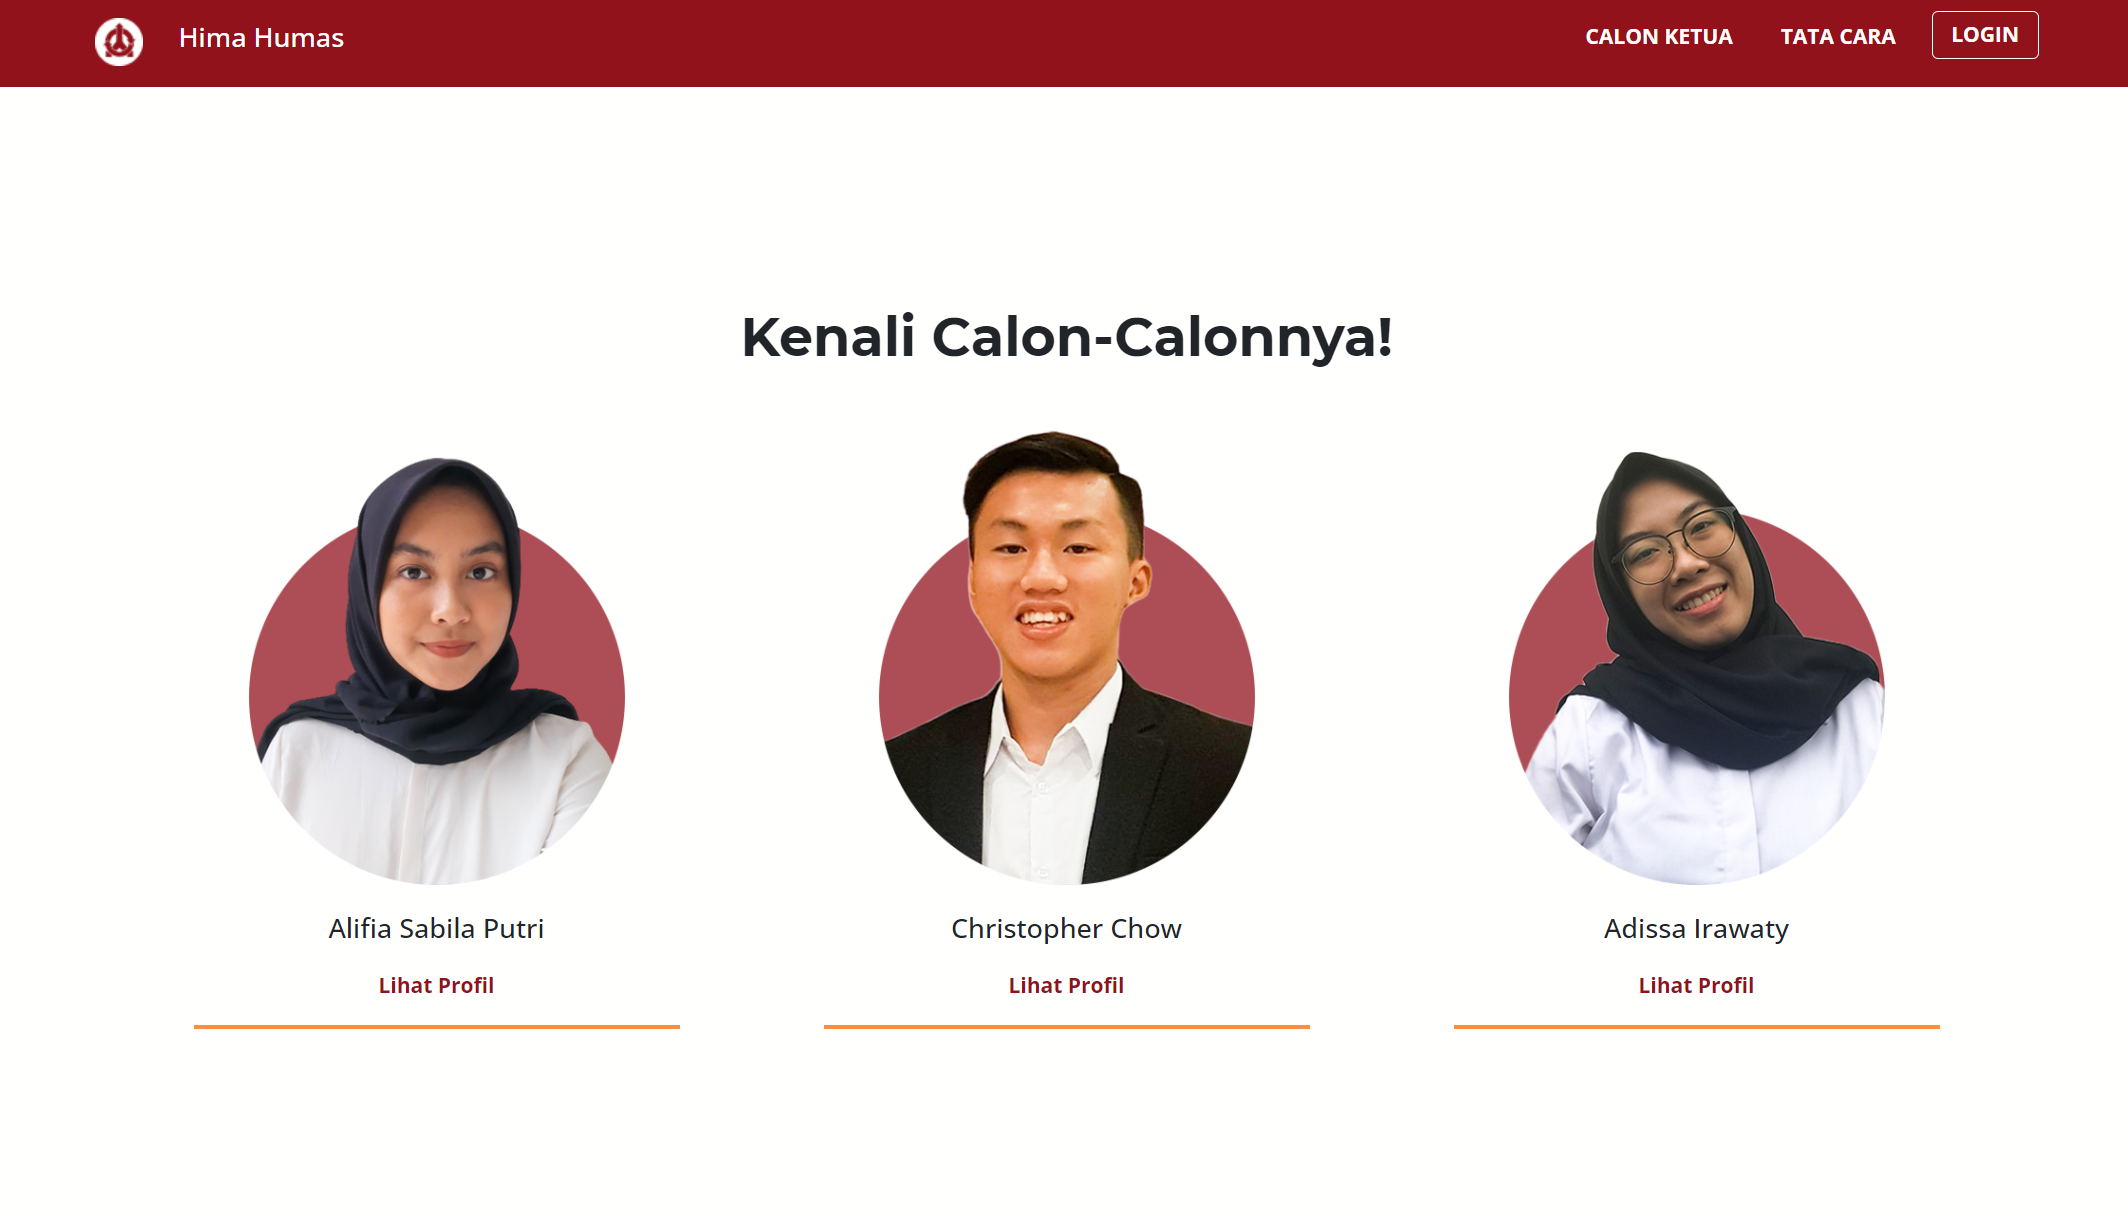 Hima Humas
CALON KETUA
TATA CARA
LOGIN
Kenali Calon-Calonnya!
Alifia Sabila Putri
Christopher Chow
Adissa Irawaty
Lihat Profil
Lihat Profil
Lihat Profil